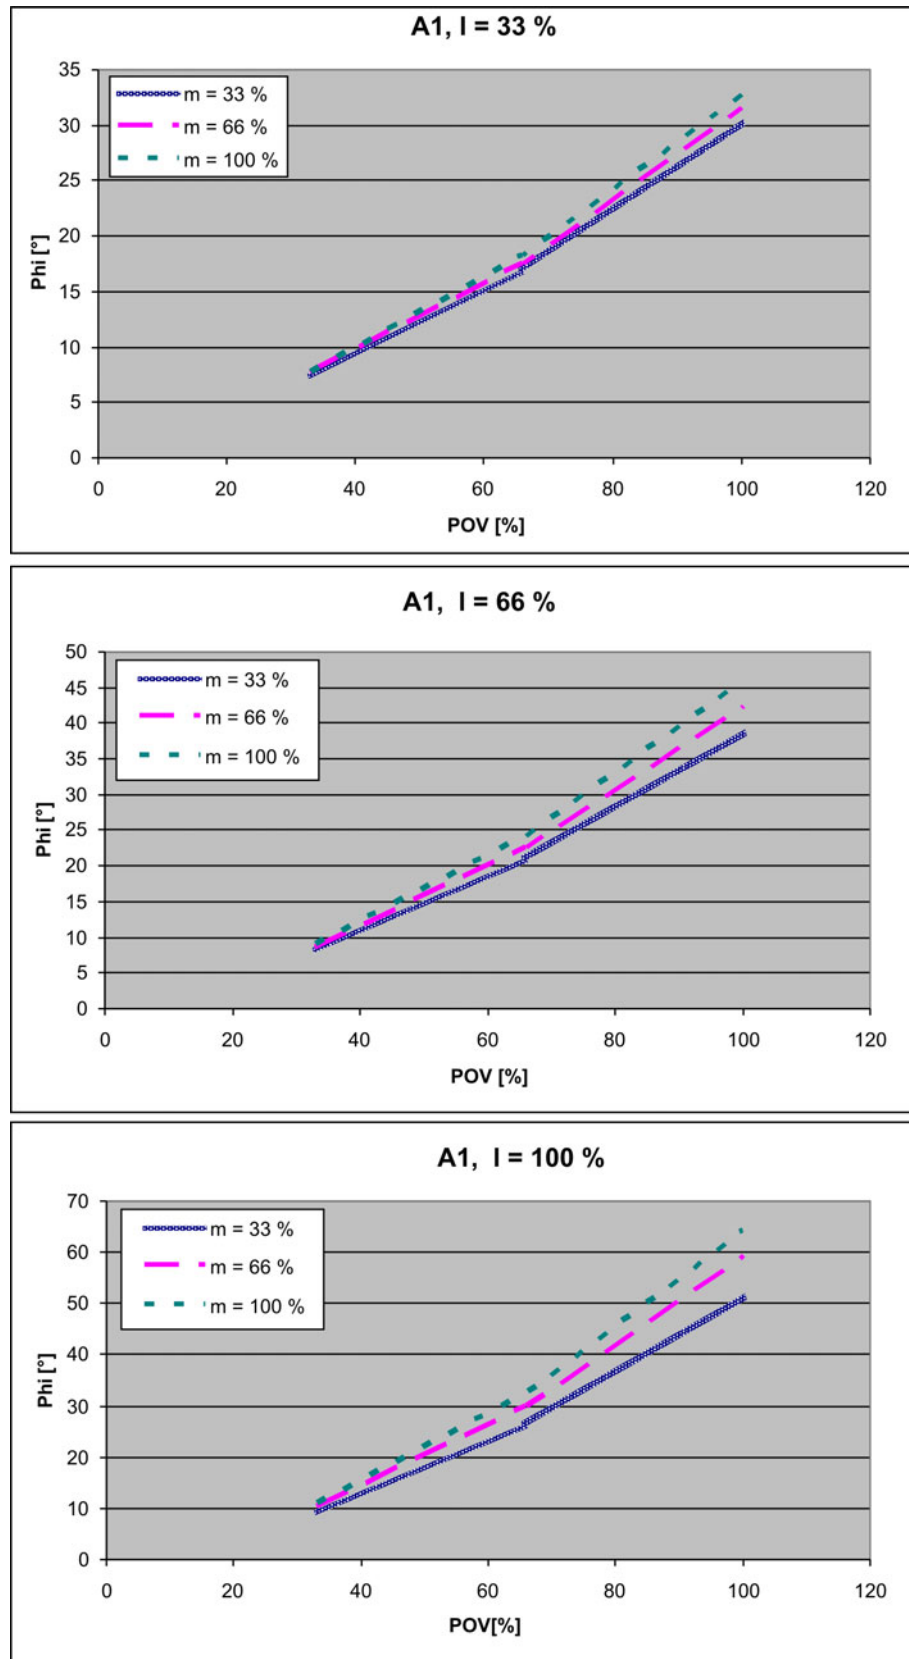 A1, l = 33 %
35
30
25
20
15
10
5
0
Phi [°]
m = 33 %
m = 66 %
m = 100 %
0 20 40 60 80 100 120
POV [%]
A1, l = 66 %
50
45
40
35
30
25
20
15
10
5
0
Phi [°]
m = 33 %
m = 66 %
m = 100 %
0 20 40 60 80 100 120
POV [%]
A1, l = 100 %
70
60
50
40
30
20
10
0
Phi [°]
m = 33 %
m = 66 %
m = 100 %
0 20 40 60 80 100 120
POV[%]